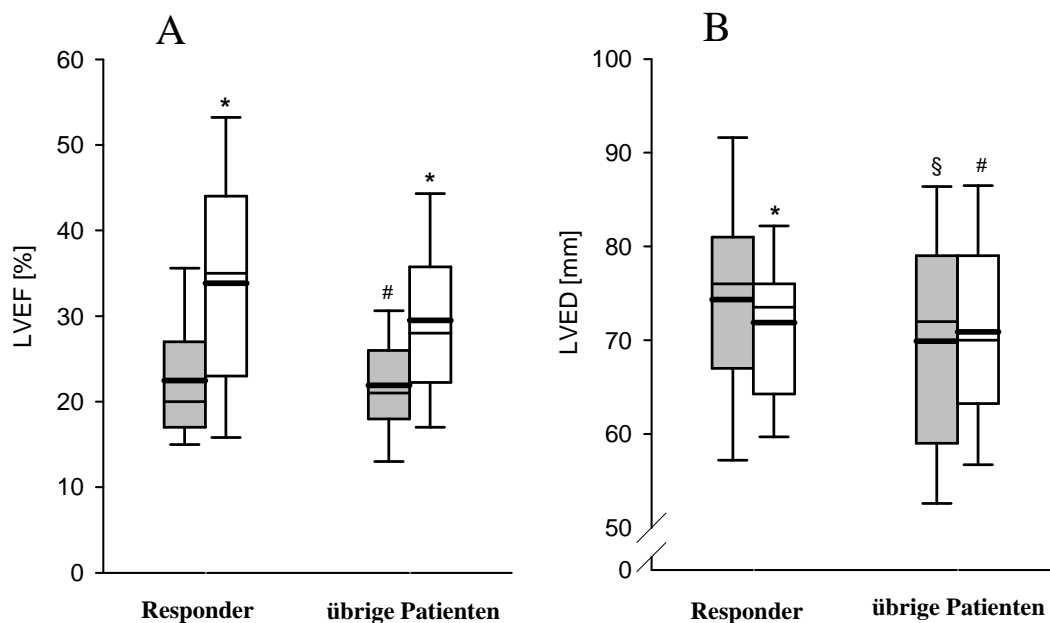 A
60
50
40
30
20
10
0
LVEF [%]
*
#
*
Responder
übrige Patienten
B
100
90
80
70
60
50
0
LVED [mm]
*
§
#
Responder
übrige Patienten